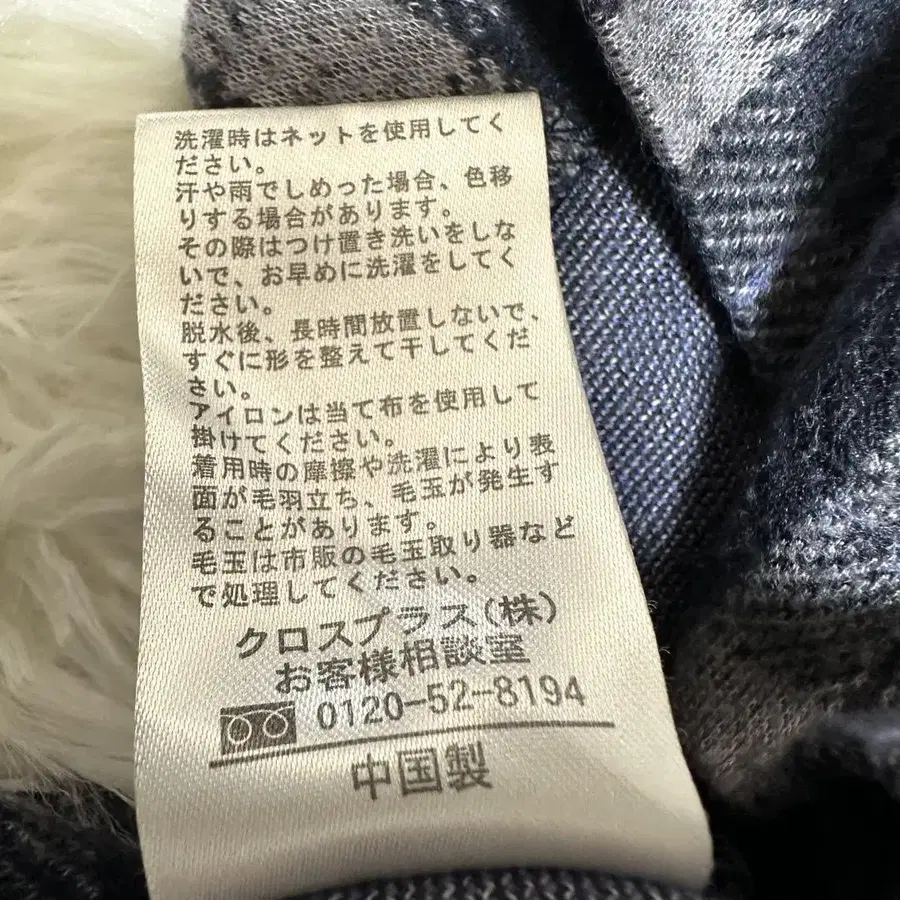 洗濯時はネットを使用してく
ださい。
汗や雨でしめった場合、色移
りする場合があります。
その際はつけ置き洗いをしな
いで、お早めに洗濯をしてく
ださい。
脱水後、長時間放置しないで、
すぐに形を整えて干してくだ
さい。
アイロンは当て布を使用して
掛けてください。
着用時の摩擦や洗濯により表
面が毛羽立ち、毛玉が発生す
ることがあります。
毛玉は市販の毛玉取り器など
で処理してください。
クロスプラス(株)
お客様相談室
0120-52-8194
中国製